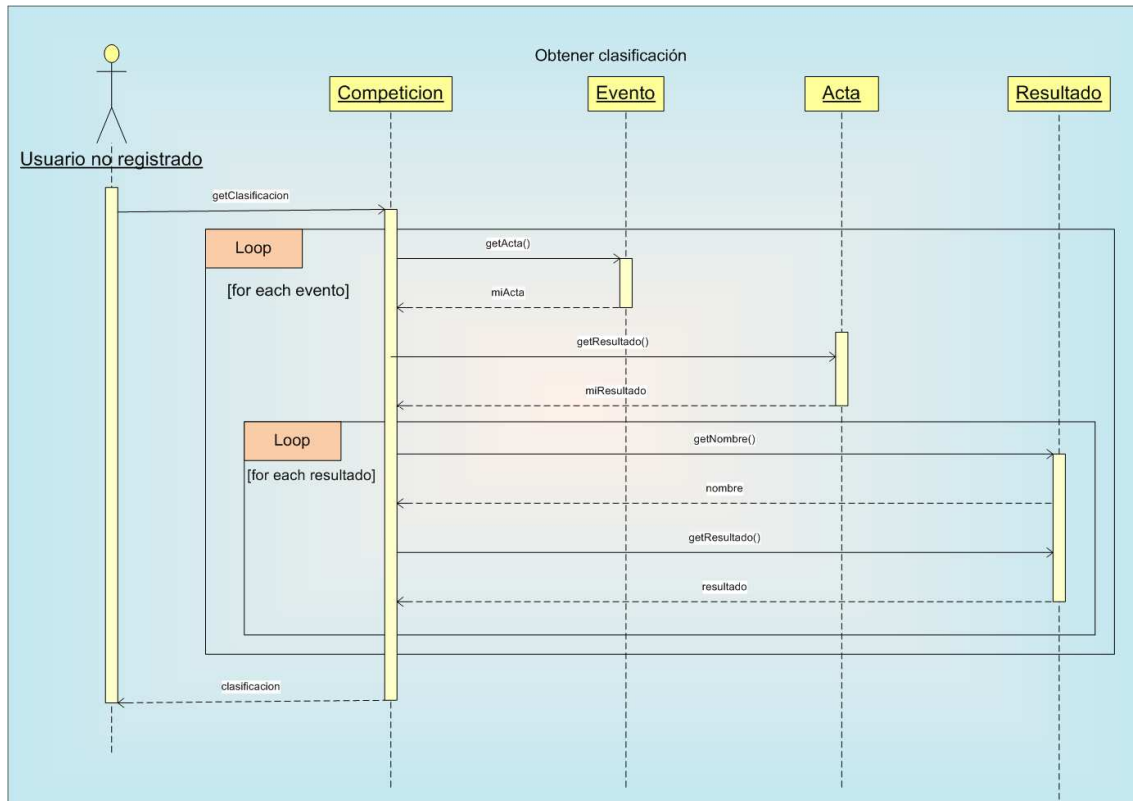 Obtener clasificación
Usuario no registrado
Competicion
Evento
Acta
Resultado
getClasificacion
Loop
[for each evento]
getActa()
miActa
getResultado()
miResultado
Loop
[for each resultado]
getNombre()
nombre
getResultado()
resultado
clasificacion